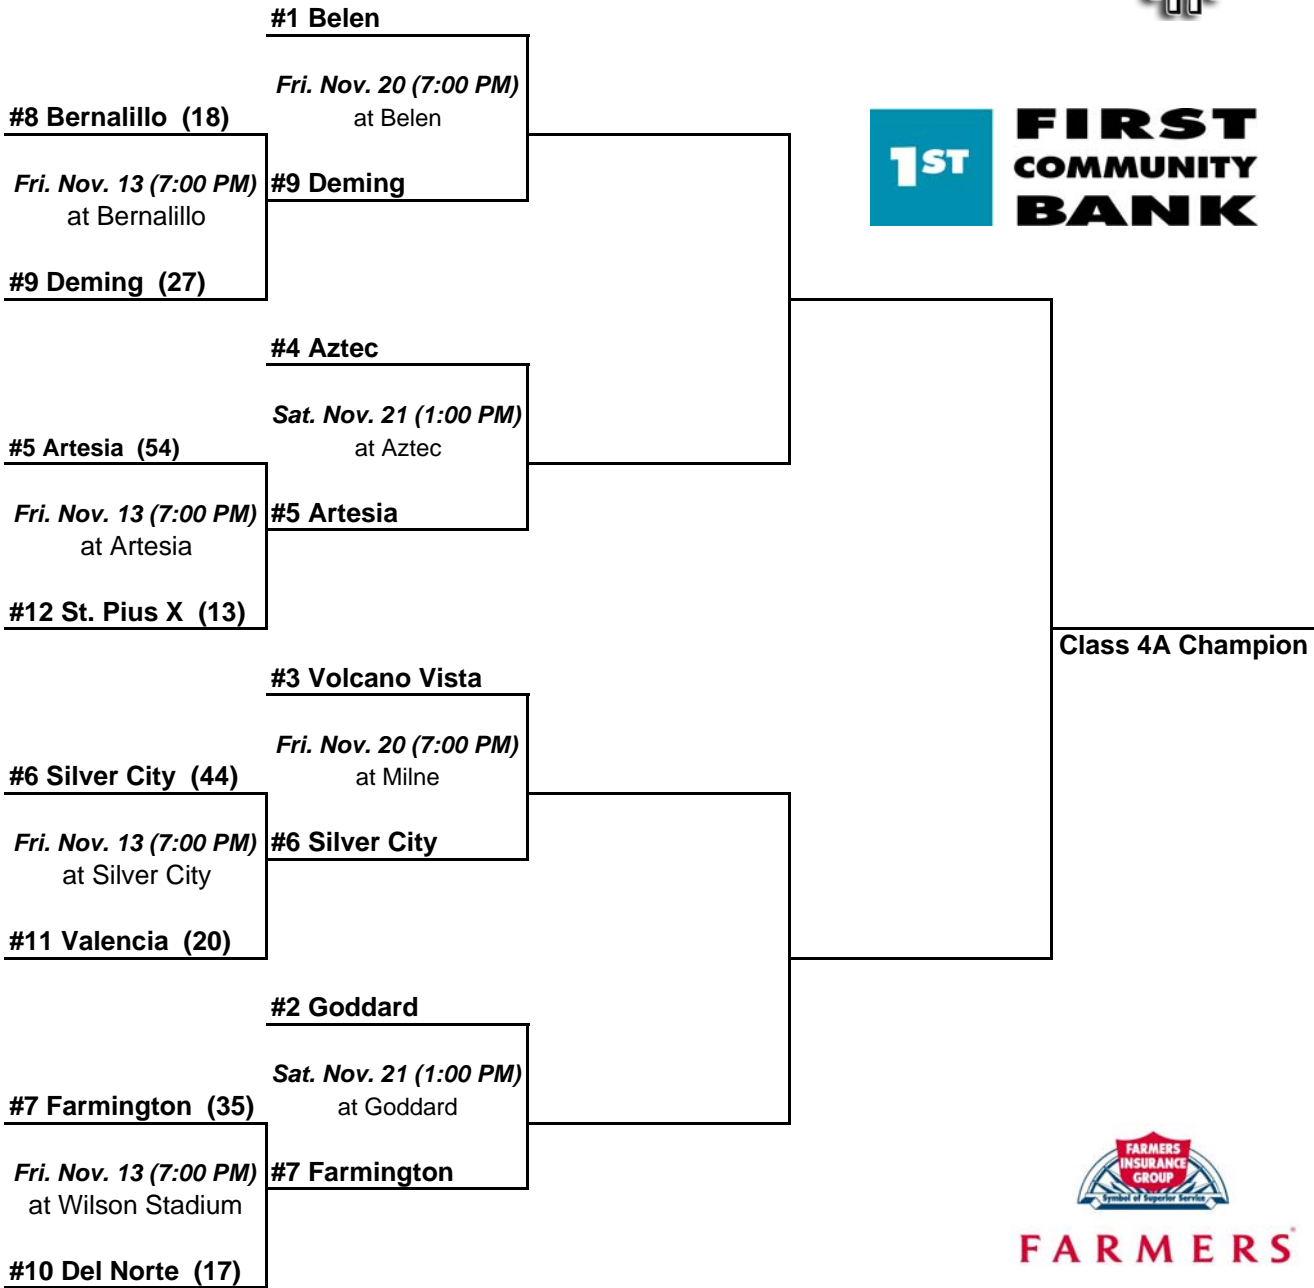 #1 Belen
Fri. Nov. 20 (7:00 PM)
at Belen
#8 Bernalillo (18)
Fri. Nov. 13 (7:00 PM)
at Bernalillo
#9 Deming
#9 Deming (27)
1ST
FIRST
COMMUNITY
BANK
#4 Aztec
Sat. Nov. 21 (1:00 PM)
at Aztec
#5 Artesia (54)
Fri. Nov. 13 (7:00 PM)
at Artesia
#5 Artesia
#12 St. Pius X (13)
Class 4A Champion
#3 Volcano Vista
Fri. Nov. 20 (7:00 PM)
at Milne
#6 Silver City (44)
Fri. Nov. 13 (7:00 PM)
at Silver City
#6 Silver City
#11 Valencia (20)
#2 Goddard
Sat. Nov. 21 (1:00 PM)
at Goddard
#7 Farmington (35)
Fri. Nov. 13 (7:00 PM)
at Wilson Stadium
#7 Farmington
#10 Del Norte (17)
FARMERS
INSURANCE
GROUP
Symbol of Superior Service
FARMERS